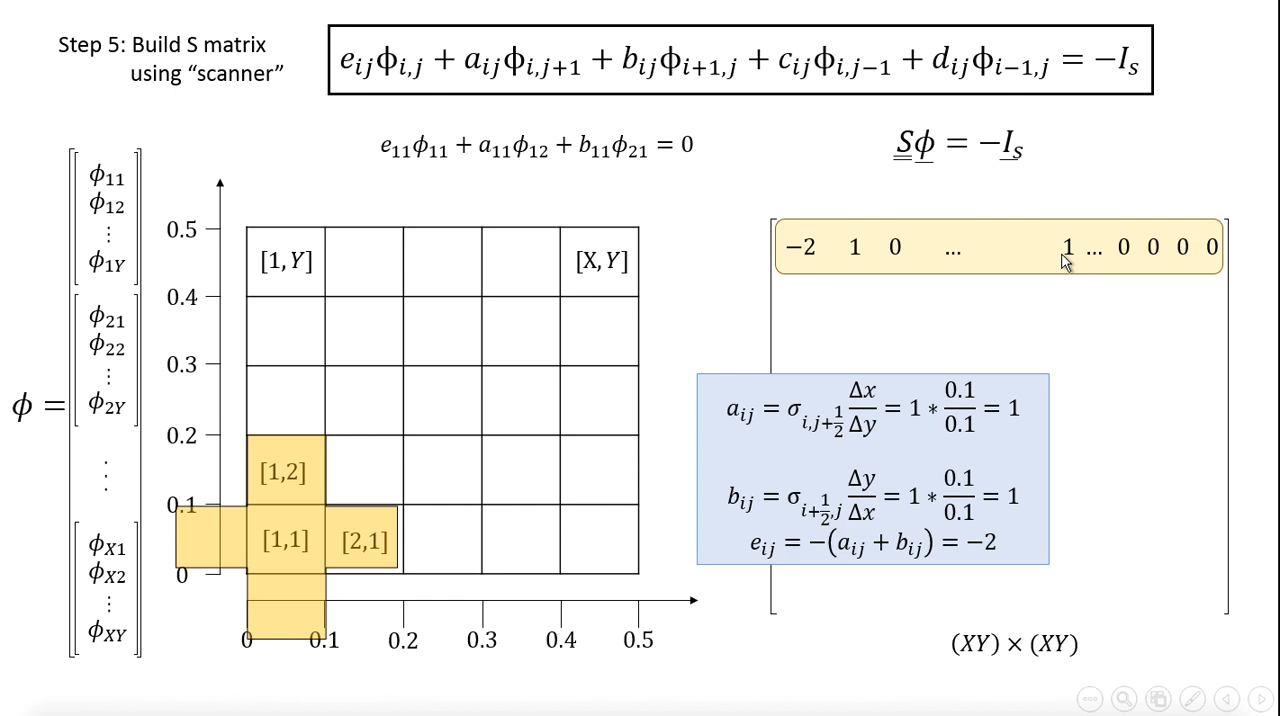 Step 5: Build S matrix
using “scanner”
e_{ij}ϕ_{i,j} + a_{ij}ϕ_{i,j+1} + b_{ij}ϕ_{i+1,j} + c_{ij}ϕ_{i,j−1} + d_{ij}ϕ_{i−1,j} = −I_s
e_{11}ϕ_{11} + a_{11}ϕ_{12} + b_{11}ϕ_{21} = 0
Sϕ = −I_s
ϕ =
ϕ_{11}
ϕ_{12}
⋮
ϕ_{1Y}
ϕ_{21}
ϕ_{22}
⋮
ϕ_{2Y}
⋮
ϕ_{X1}
ϕ_{X2}
⋮
ϕ_{XY}
0.5
0.4
0.3
0.2
0.1
0
[1, Y]
[X, Y]
[1,2]
[1,1]
[2,1]
0
0.1
0.2
0.3
0.4
0.5
−2 1 0 … 1 … 0 0 0 0
a_{ij} = σ_{i,j+\frac{1}{2}} \frac{Δx}{Δy} = 1 ∗ \frac{0.1}{0.1} = 1
b_{ij} = σ_{i+\frac{1}{2},j} \frac{Δy}{Δx} = 1 ∗ \frac{0.1}{0.1} = 1
e_{ij} = −(a_{ij} + b_{ij}) = −2
(XY) × (XY)